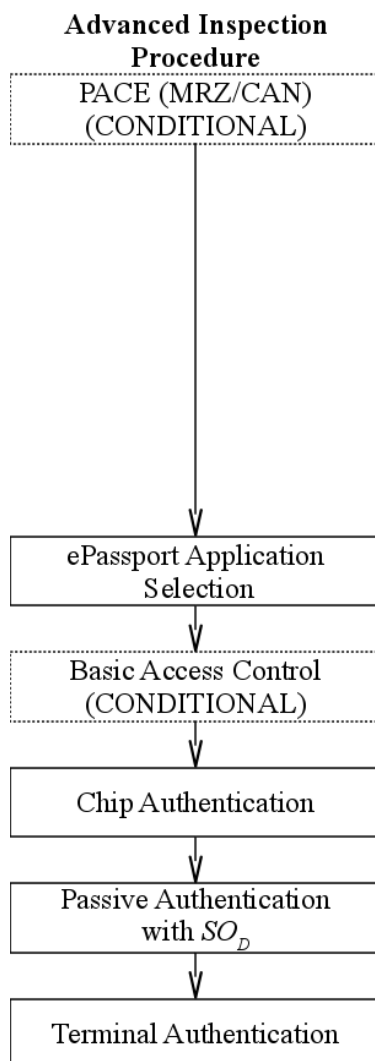 Advanced Inspection
Procedure
PACE (MRZ/CAN)
(CONDITIONAL)
ePassport Application
Selection
Basic Access Control
(CONDITIONAL)
Chip Authentication
Passive Authentication
with SO_D
Terminal Authentication